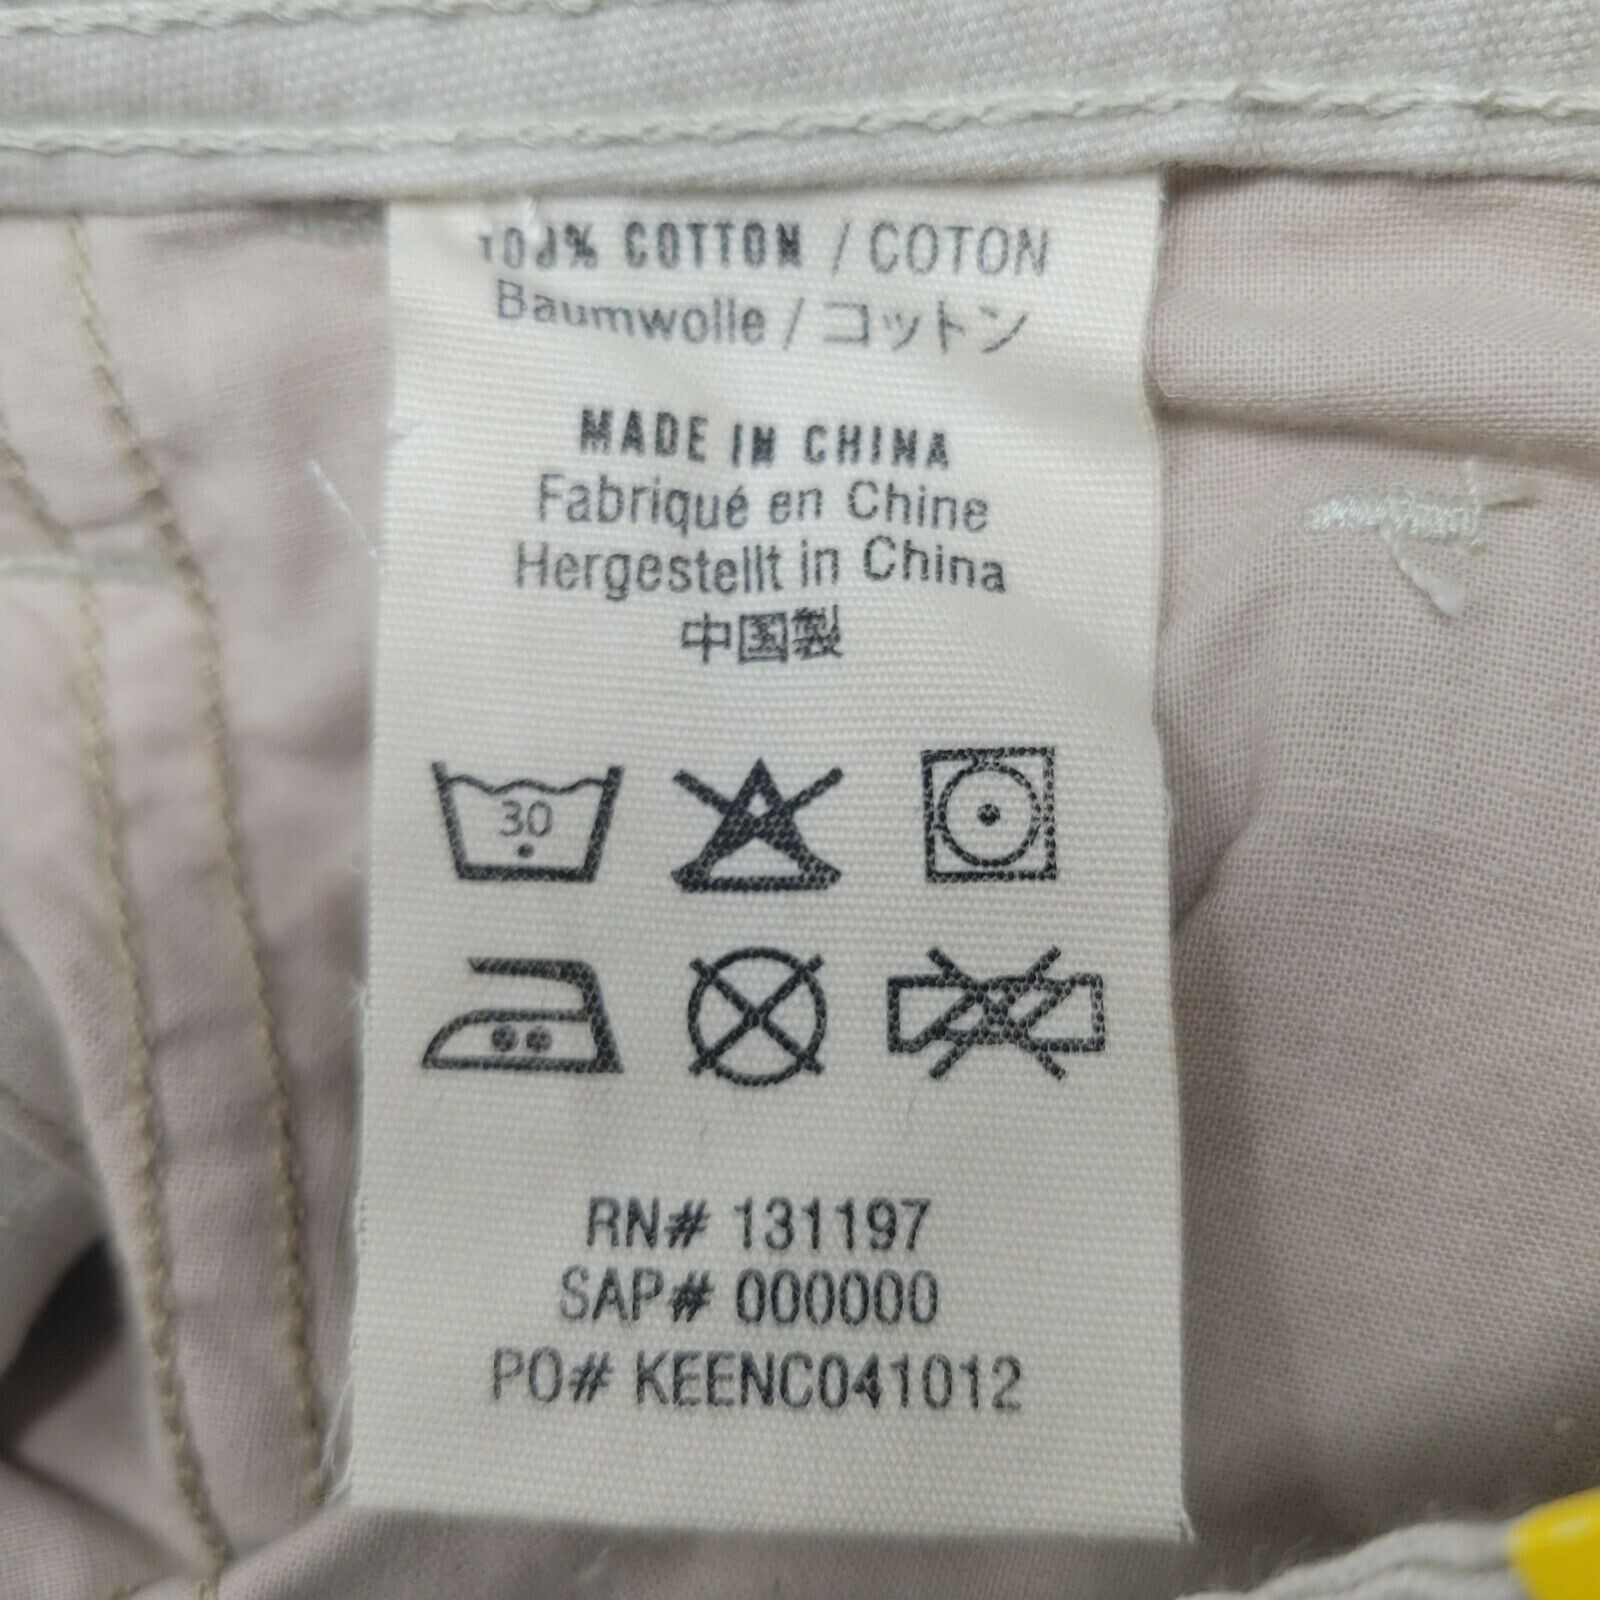 100% COTTON / COTON
Baumwolle / コットン
MADE IN CHINA
Fabriqué en Chine
Hergestellt in China
中国製
30
RN# 131197
SAP# 000000
PO# KEENC041012